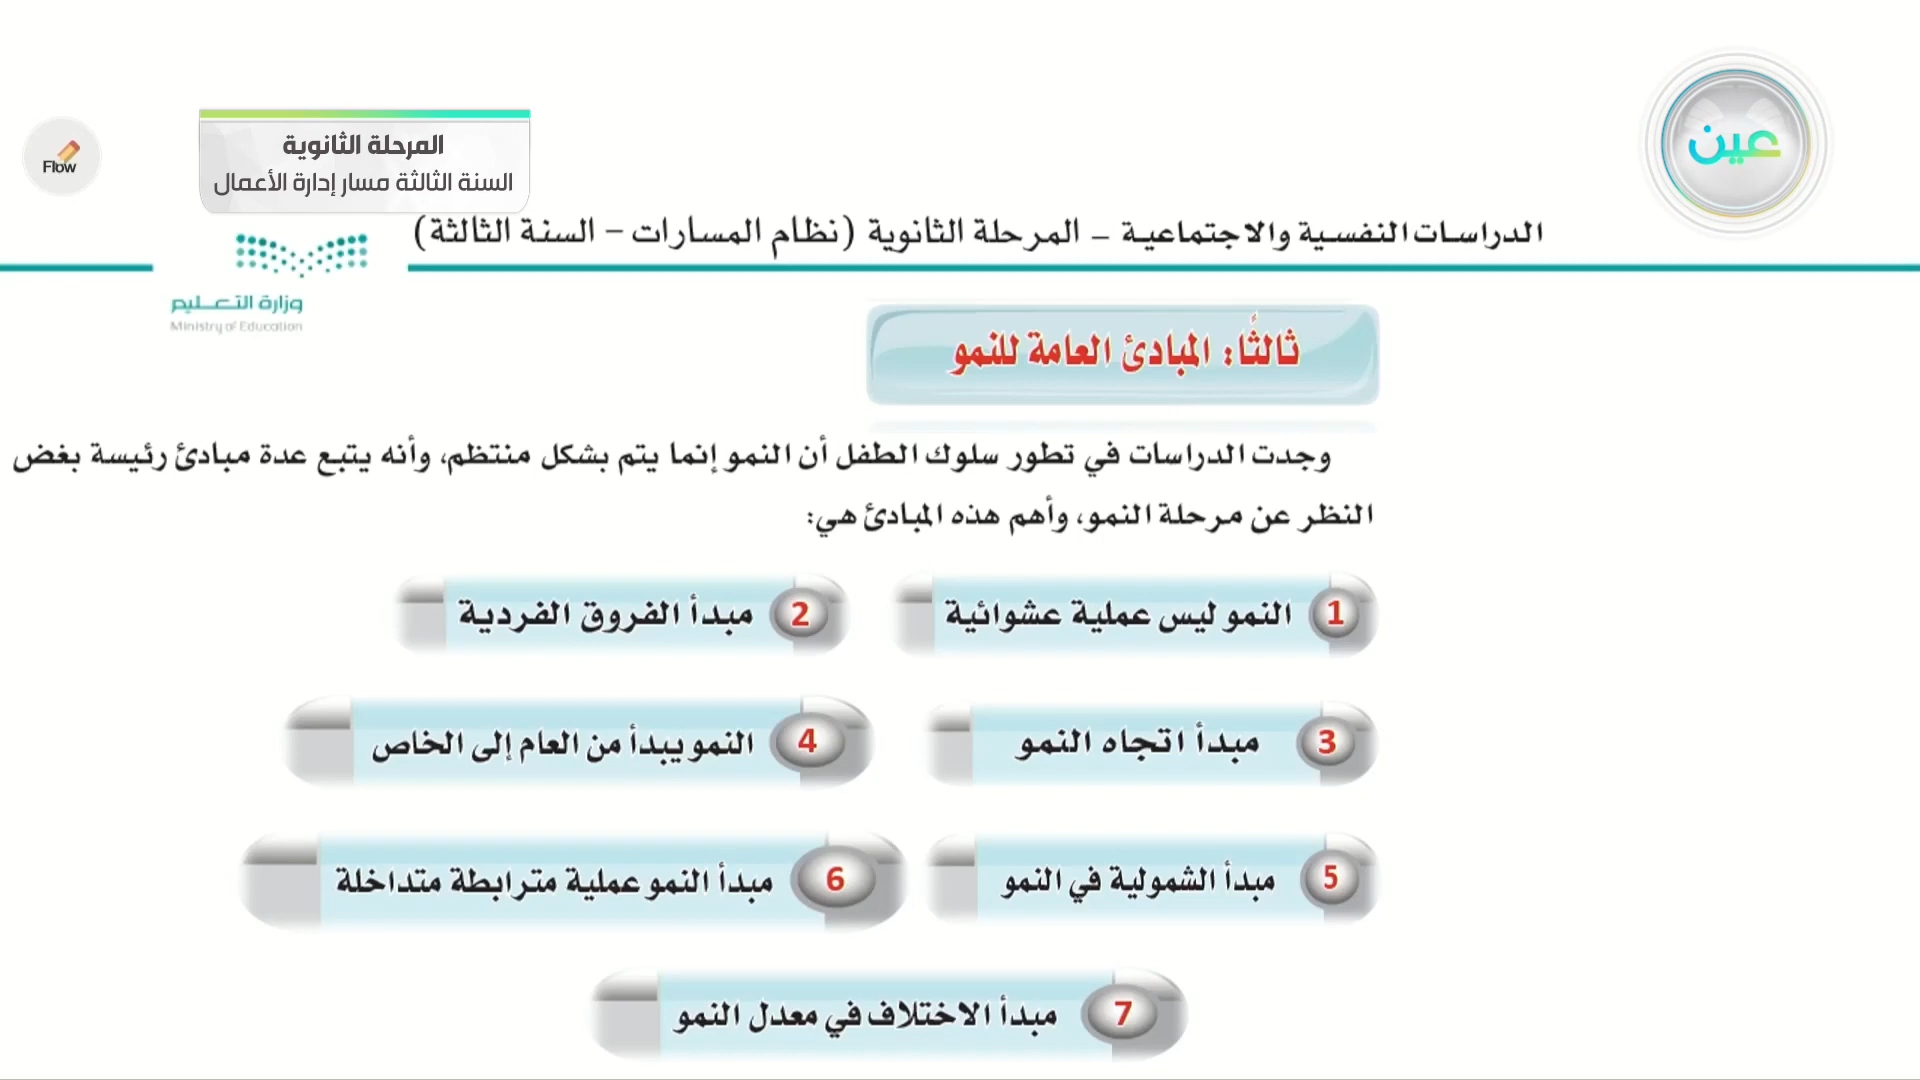 عين
Flow
المرحلة الثانوية
السنة الثالثة مسار إدارة الأعمال
الدراسات النفسية والاجتماعية – المرحلة الثانوية (نظام المسارات – السنة الثالثة)
وزارة التعليم
Ministry of Education
ثالثًا: المبادئ العامة للنمو
وجدت الدراسات في تطور سلوك الطفل أن النمو إنما يتم بشكل منتظم، وأنه يتبع عدة مبادئ رئيسة بغض
النظر عن مرحلة النمو، وأهم هذه المبادئ هي:
1 النمو ليس عملية عشوائية
2 مبدأ الفروق الفردية
3 مبدأ اتجاه النمو
4 النمو يبدأ من العام إلى الخاص
5 مبدأ الشمولية في النمو
6 مبدأ النمو عملية مترابطة متداخلة
7 مبدأ الاختلاف في معدل النمو